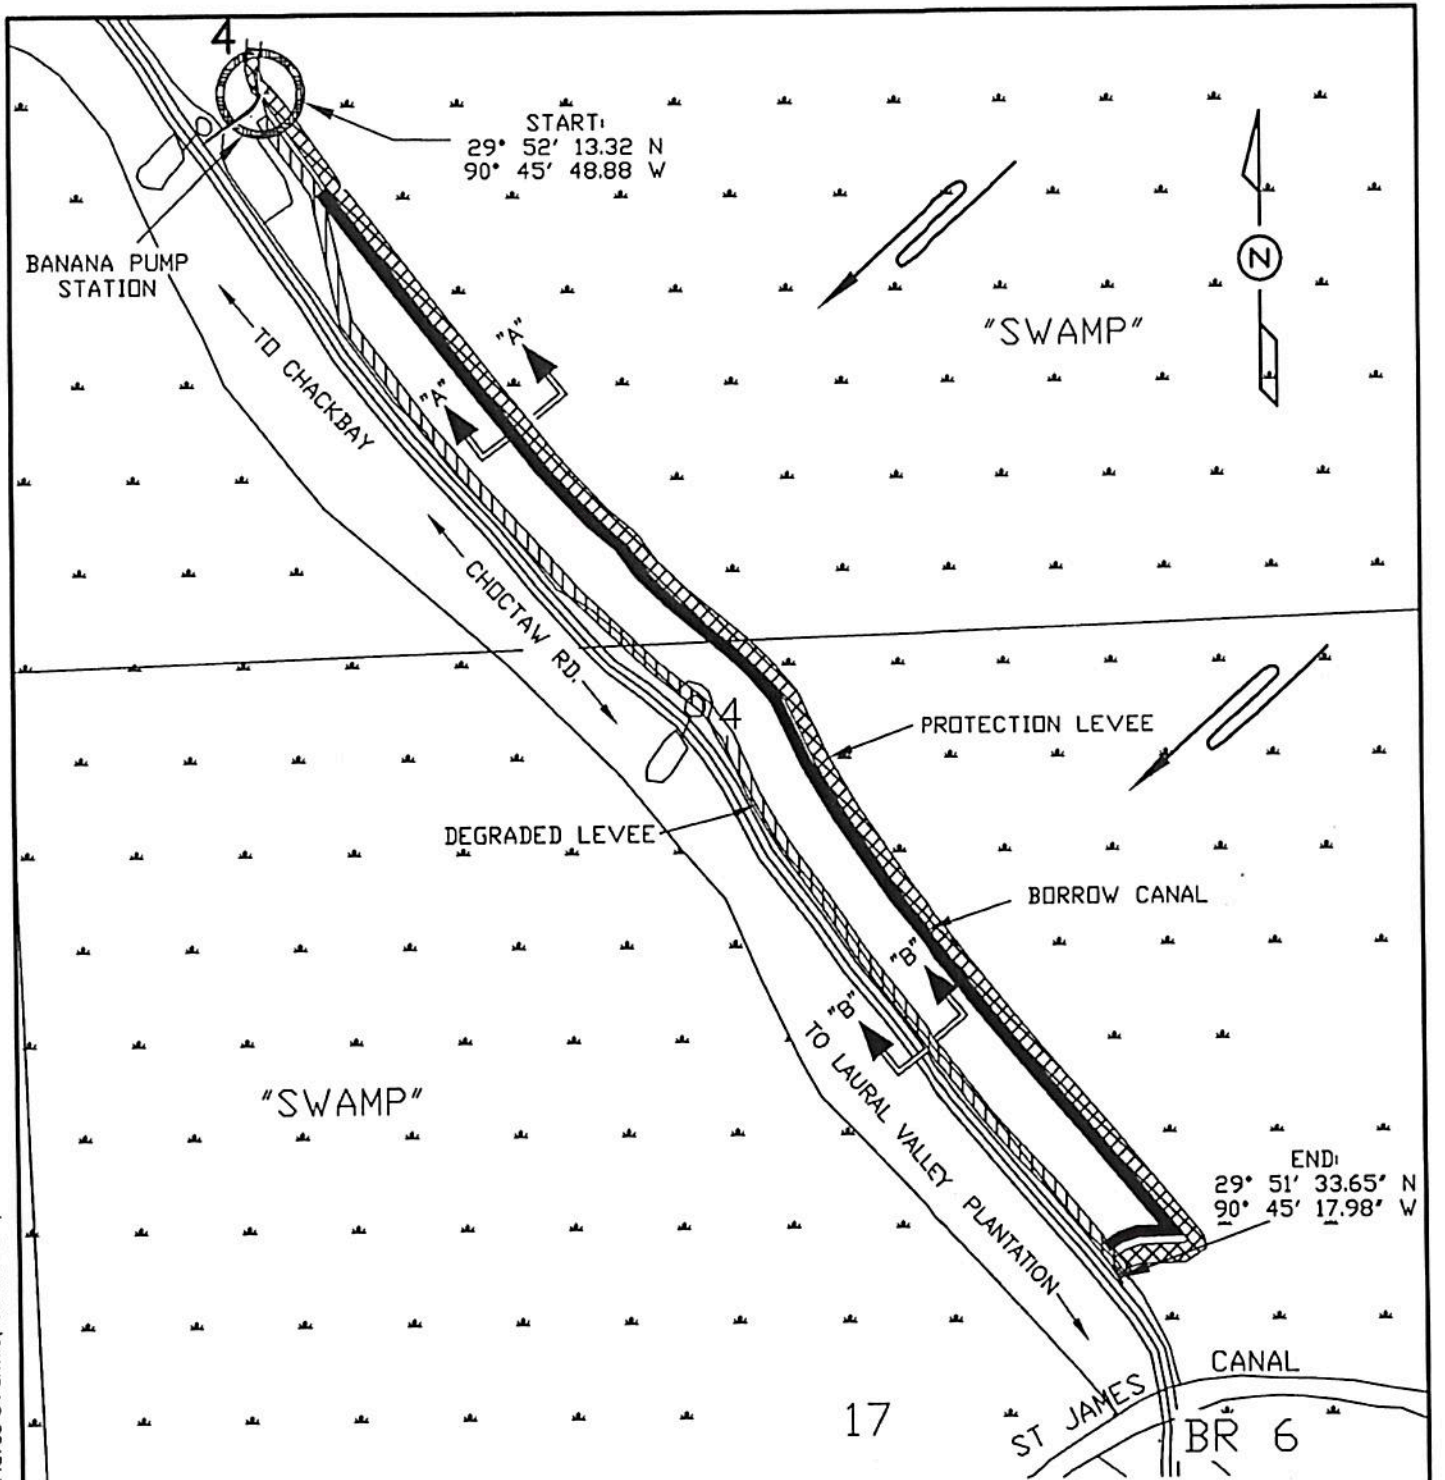 4
START:
29° 52' 13.32 N
90° 45' 48.88 W
BANANA PUMP
STATION
N
"SWAMP"
TO CHACKBAY
"A"
"A"
CHOCTAW RD.
4
PROTECTION LEVEE
DEGRADED LEVEE
BORROW CANAL
"B"
"B"
TO LAURAL VALLEY PLANTATION
"SWAMP"
END:
29° 51' 33.65" N
90° 45' 17.98" W
ST JAMES CANAL
17
BR 6